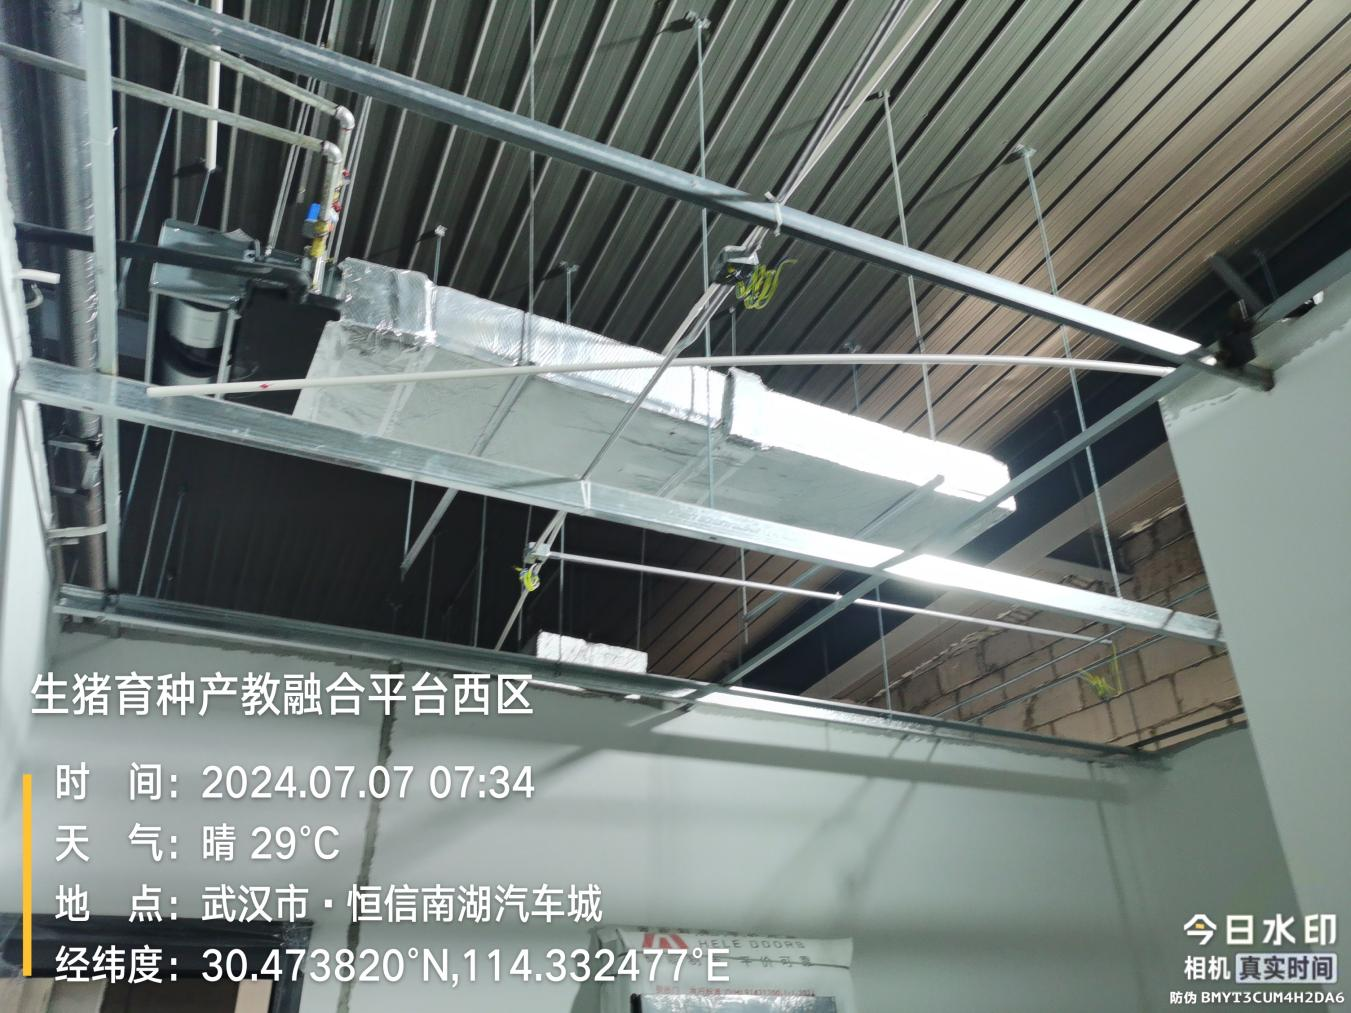 生猪育种产教融合平台西区
时 间：2024.07.07 07:34
天 气：晴 29°C
地 点：武汉市·恒信南湖汽车城
经纬度：30.473820°N,114.332477°E
HELE DOORS
今日水印
相机 真实时间
防伪 BMYT3CUM4H2DA6